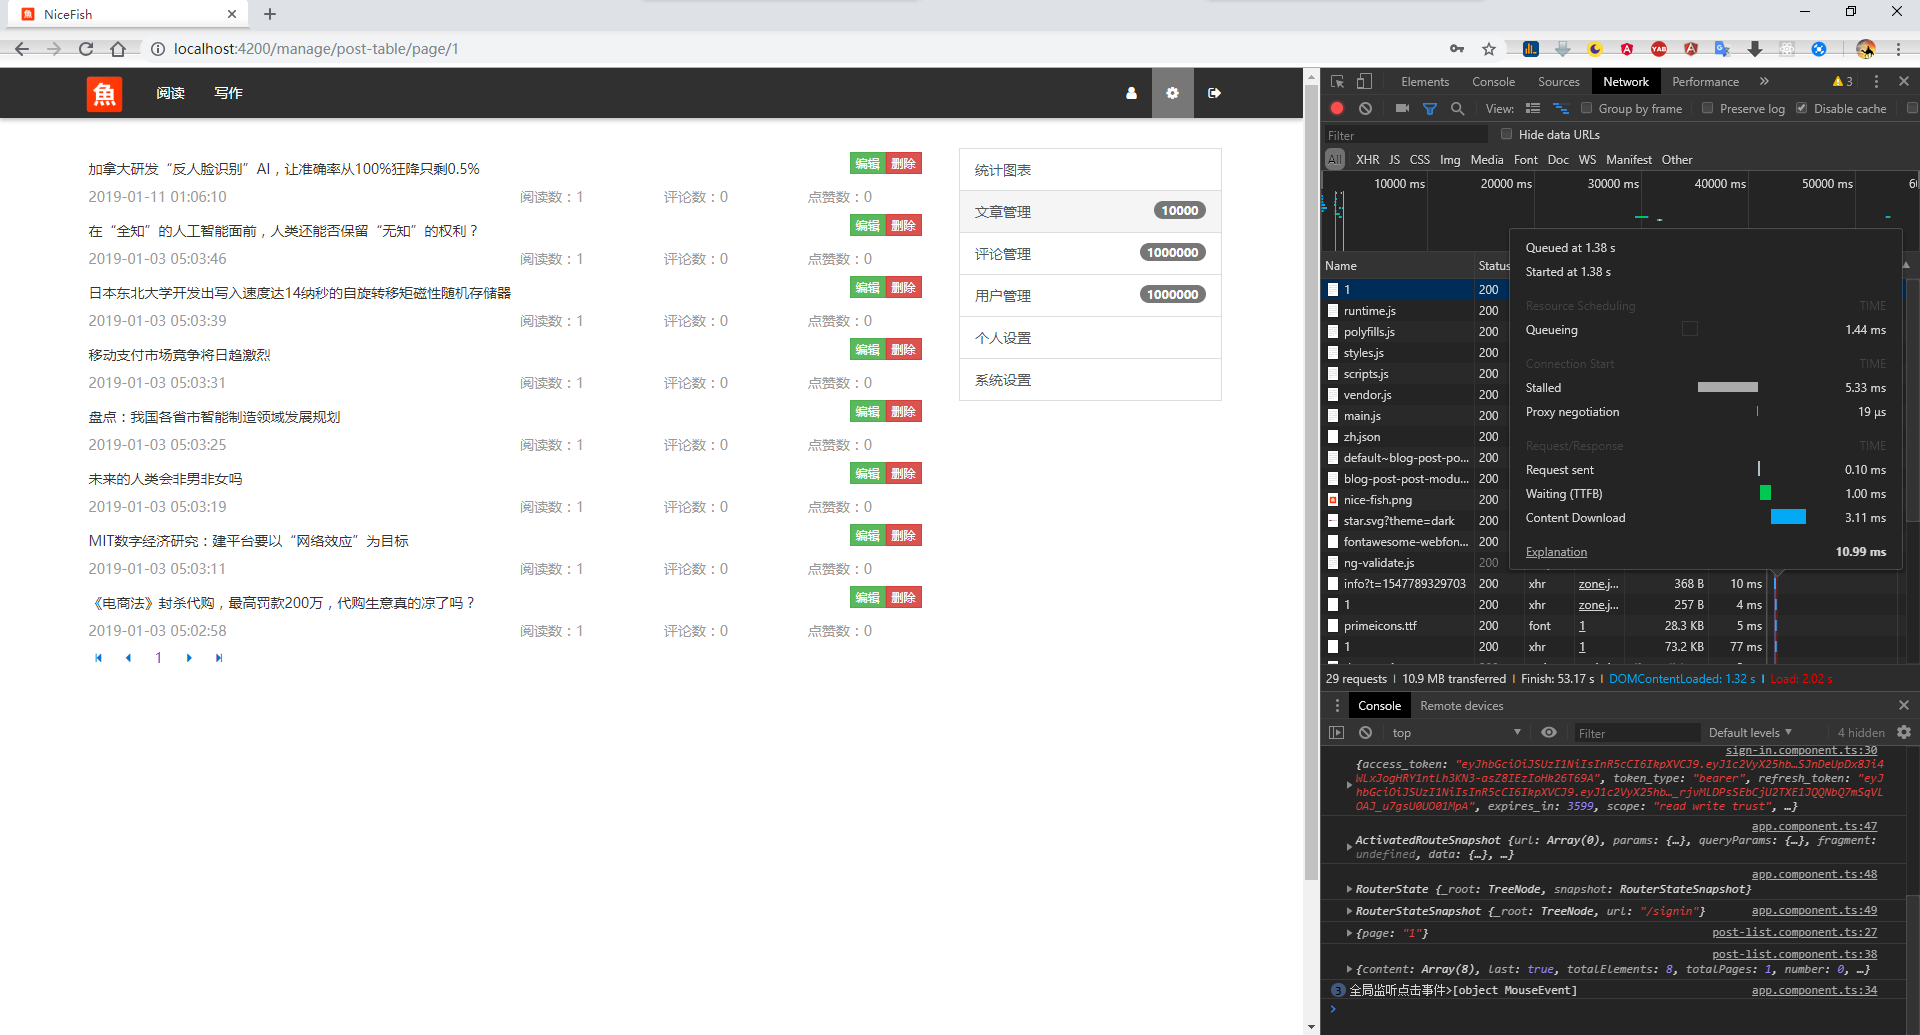 NiceFish
localhost:4200/manage/post-table/page/1
魚
阅读
写作
加拿大研发“反人脸识别”AI，让准确率从100%狂降只剩0.5%
编辑 删除
2019-01-11 01:06:10 阅读数：1 评论数：0 点赞数：0
在“全知”的人工智能面前，人类还能否保留“无知”的权利？
编辑 删除
2019-01-03 05:03:46 阅读数：1 评论数：0 点赞数：0
日本东北大学开发出写入速度达14纳秒的自旋转移矩磁性随机存储器
编辑 删除
2019-01-03 05:03:39 阅读数：1 评论数：0 点赞数：0
移动支付市场竞争将日趋激烈
编辑 删除
2019-01-03 05:03:31 阅读数：1 评论数：0 点赞数：0
盘点：我国各省市智能制造领域发展规划
编辑 删除
2019-01-03 05:03:25 阅读数：1 评论数：0 点赞数：0
未来的人类会非男非女吗
编辑 删除
2019-01-03 05:03:19 阅读数：1 评论数：0 点赞数：0
MIT数字经济研究：建平台要以“网络效应”为目标
编辑 删除
2019-01-03 05:03:11 阅读数：1 评论数：0 点赞数：0
《电商法》封杀代购，最高罚款200万，代购生意真的凉了吗？
编辑 删除
2019-01-03 05:02:58 阅读数：1 评论数：0 点赞数：0
1
统计图表
文章管理 10000
评论管理 1000000
用户管理 1000000
个人设置
系统设置
Elements Console Sources Network Performance 3
View: Group by frame Preserve log Disable cache
Filter Hide data URLs
All XHR JS CSS Img Media Font Doc WS Manifest Other
10000 ms 20000 ms 30000 ms 40000 ms 50000 ms
Name Status
1 200
runtime.js 200
polyfills.js 200
styles.js 200
scripts.js 200
vendor.js 200
main.js 200
zh.json 200
default~blog-post-po... 200
blog-post-post-modu... 200
nice-fish.png 200
star.svg?theme=dark 200
fontawesome-webfon... 200
ng-validate.js 200
info?t=1547789329703 200 xhr zone.j... 368 B 10 ms
1 200 xhr zone.j... 257 B 4 ms
primeicons.ttf 200 font 1 28.3 KB 5 ms
1 200 xhr 1 73.2 KB 77 ms
Queued at 1.38 s
Started at 1.38 s
Resource Scheduling TIME
Queueing 1.44 ms
Connection Start TIME
Stalled 5.33 ms
Proxy negotiation 19 μs
Request/Response TIME
Request sent 0.10 ms
Waiting (TTFB) 1.00 ms
Content Download 3.11 ms
Explanation 10.99 ms
29 requests | 10.9 MB transferred | Finish: 53.17 s | DOMContentLoaded: 1.32 s | Load: 2.02 s
Console Remote devices
top Filter Default levels 4 hidden
sign-in.component.ts:30
{access_token: "eyJhbGciOiJSUzI1NiIsInR5cCI6IkpXVCJ9.eyJ1c2VyX25hb…SJnDeUpDx8Ji4
WLxJogHRY1ntLh3KN3-asZ8IEzIoHk26T69A", token_type: "bearer", refresh_token: "eyJ
hbGciOiJSUzI1NiIsInR5cCI6IkpXVCJ9.eyJ1c2VyX25hb…_rjvMLDPsSEbCjU2TXE1JQQNbQ7mSqVL
OAJ_u7gsU0UO01MpA", expires_in: 3599, scope: "read write trust", …}
app.component.ts:47
ActivatedRouteSnapshot {url: Array(0), params: {…}, queryParams: {…}, fragment:
undefined, data: {…}, …}
app.component.ts:48
RouterState {_root: TreeNode, snapshot: RouterStateSnapshot}
RouterStateSnapshot {_root: TreeNode, url: "/signin"} app.component.ts:49
{page: "1"} post-list.component.ts:27
post-list.component.ts:38
{content: Array(8), last: true, totalElements: 8, totalPages: 1, number: 0, …}
3 全局监听点击事件>[object MouseEvent] app.component.ts:34